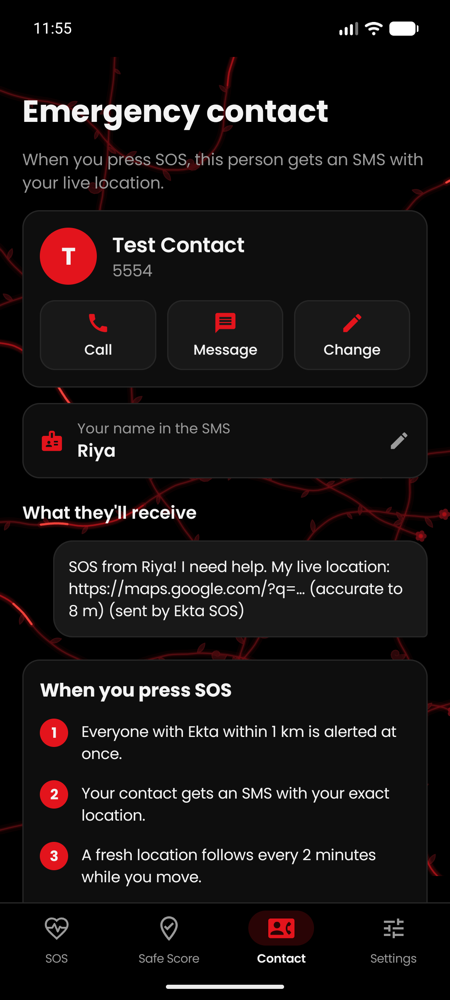 11:55
Emergency contact
When you press SOS, this person gets an SMS with
your live location.
T
Test Contact
5554
Call
Message
Change
Your name in the SMS
Riya
What they'll receive
SOS from Riya! I need help. My live location:
https://maps.google.com/?q=... (accurate to
8 m) (sent by Ekta SOS)
When you press SOS
1 Everyone with Ekta within 1 km is alerted at
once.
2 Your contact gets an SMS with your exact
location.
3 A fresh location follows every 2 minutes
while you move.
SOS
Safe Score
Contact
Settings